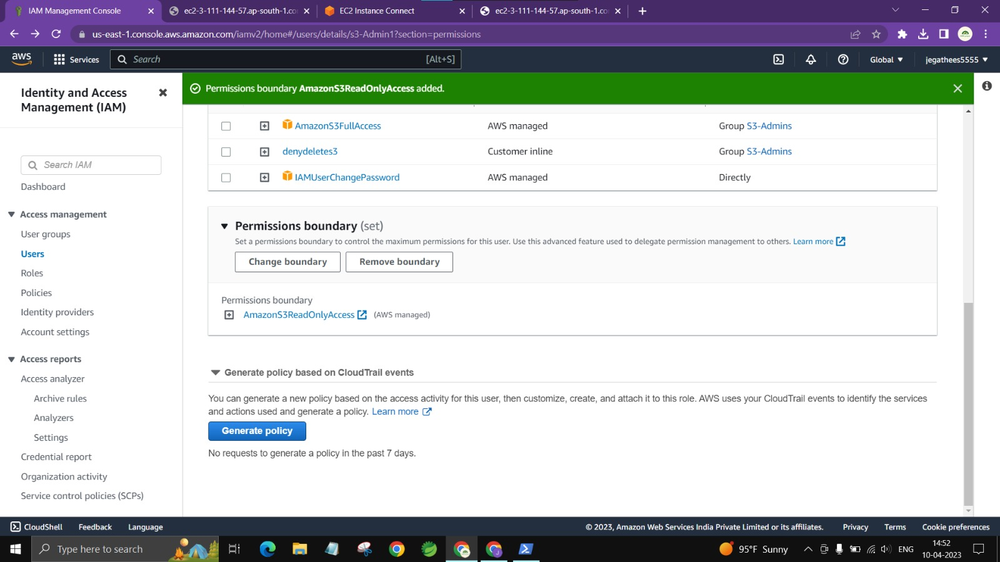 IAM Management Console
ec2-3-111-144-57.ap-south-1.co
EC2 Instance Connect
ec2-3-111-144-57.ap-south-1.co
us-east-1.console.aws.amazon.com/iamv2/home#/users/details/s3-Admin1?section=permissions
aws
Services
Search
[Alt+S]
Global
jegathees5555
Identity and Access
Management (IAM)
Permissions boundary AmazonS3ReadOnlyAccess added.
Search IAM
Dashboard
Access management
User groups
Users
Roles
Policies
Identity providers
Account settings
Access reports
Access analyzer
Archive rules
Analyzers
Settings
Credential report
Organization activity
Service control policies (SCPs)
AmazonS3FullAccess AWS managed Group S3-Admins
denydeletes3 Customer inline Group S3-Admins
IAMUserChangePassword AWS managed Directly
Permissions boundary (set)
Set a permissions boundary to control the maximum permissions for this user. Use this advanced feature used to delegate permission management to others. Learn more
Change boundary
Remove boundary
Permissions boundary
AmazonS3ReadOnlyAccess (AWS managed)
Generate policy based on CloudTrail events
You can generate a new policy based on the access activity for this user, then customize, create, and attach it to this role. AWS uses your CloudTrail events to identify the services
and actions used and generate a policy. Learn more
Generate policy
No requests to generate a policy in the past 7 days.
CloudShell
Feedback
Language
© 2023, Amazon Web Services India Private Limited or its affiliates.
Privacy
Terms
Cookie preferences
Type here to search
95°F Sunny
ENG
14:52
10-04-2023